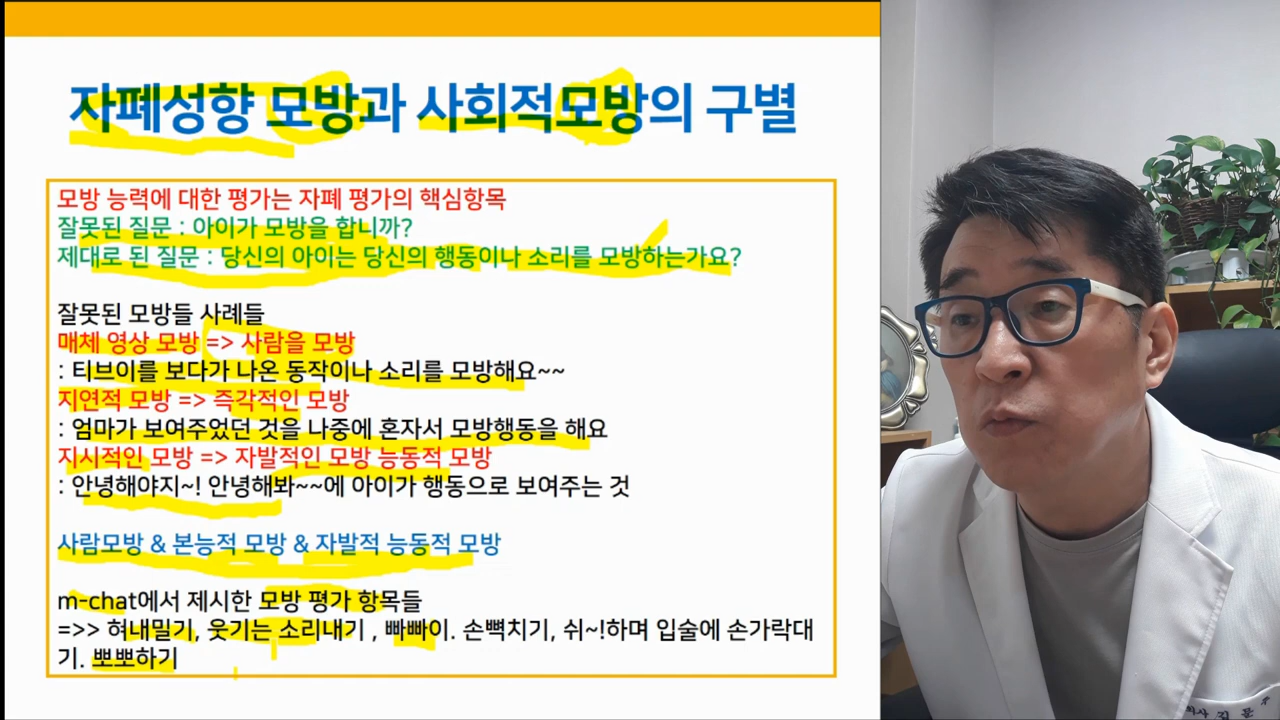 자폐성향 모방과 사회적모방의 구별
모방 능력에 대한 평가는 자폐 평가의 핵심항목
잘못된 질문 : 아이가 모방을 합니까?
제대로 된 질문 : 당신의 아이는 당신의 행동이나 소리를 모방하는가요?
잘못된 모방들 사례들
매체 영상 모방 => 사람을 모방
: 티브이를 보다가 나온 동작이나 소리를 모방해요~~
지연적 모방 => 즉각적인 모방
: 엄마가 보여주었던 것을 나중에 혼자서 모방행동을 해요
지시적인 모방 => 자발적인 모방 능동적 모방
: 안녕해야지~! 안녕해봐~~에 아이가 행동으로 보여주는 것
사람모방 & 본능적 모방 & 자발적 능동적 모방
m-chat에서 제시한 모방 평가 항목들
=>> 혀내밀기, 웃기는 소리내기 , 빠빠이. 손뼉치기, 쉬~!하며 입술에 손가락대
기. 뽀뽀하기